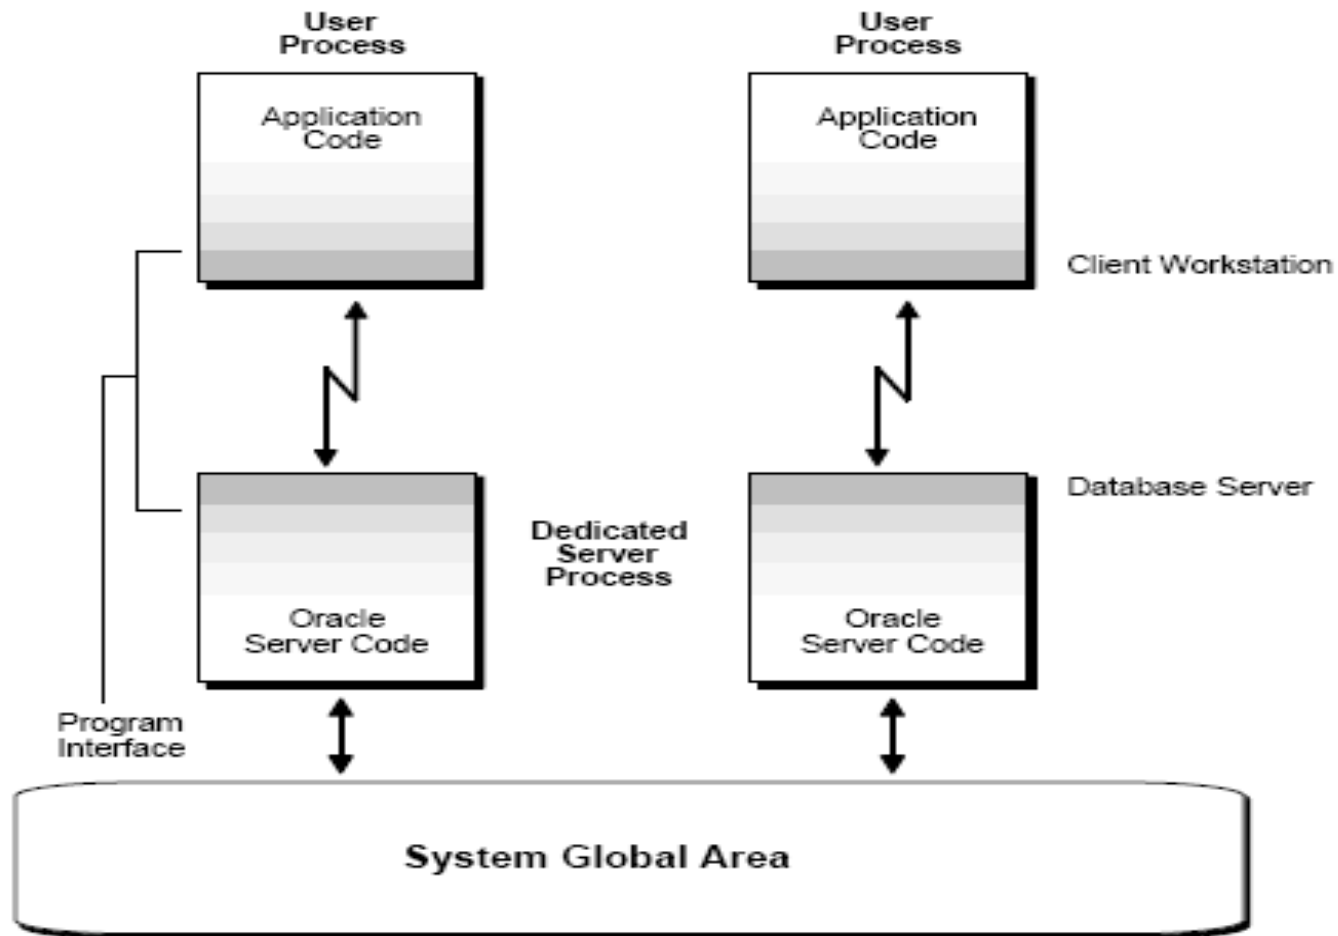 User
Process
User
Process
Application
Code
Application
Code
Client Workstation
Database Server
Dedicated
Server
Process
Oracle
Server Code
Oracle
Server Code
Program
Interface
System Global Area